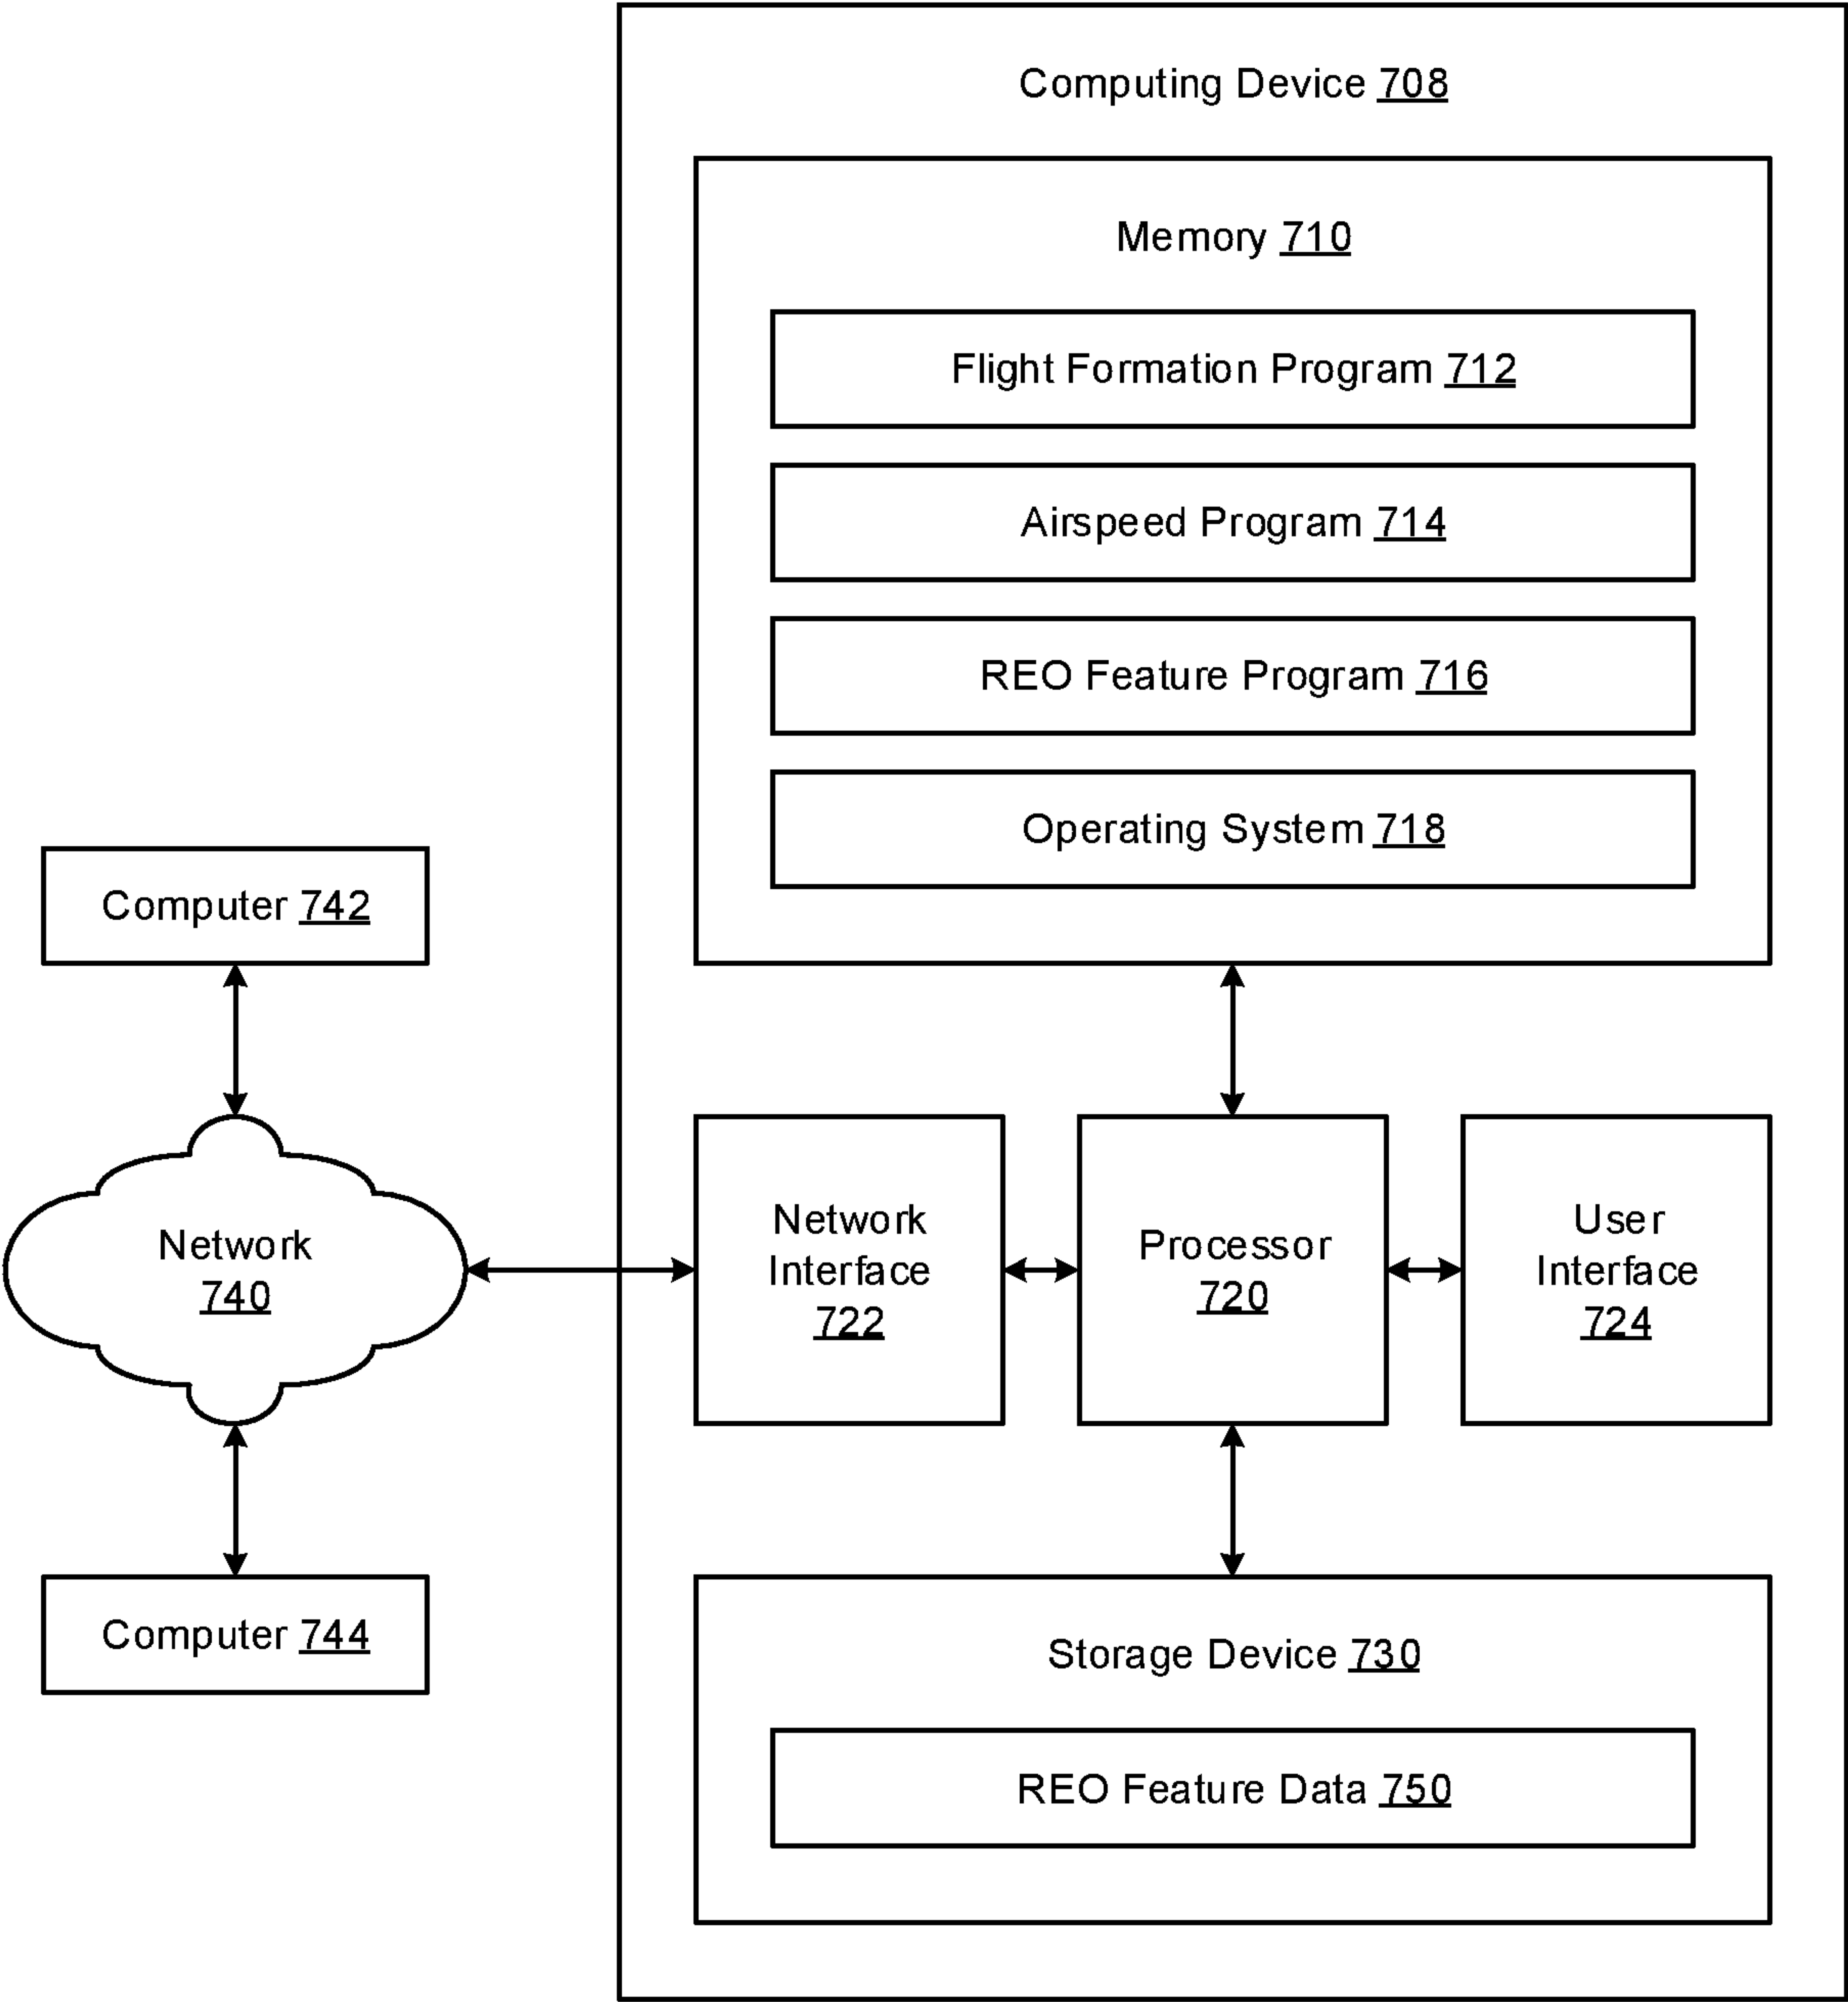 Computing Device 708
Memory 710
Flight Formation Program 712
Airspeed Program 714
REO Feature Program 716
Operating System 718
Computer 742
Network
740
Network
Interface
722
Processor
720
User
Interface
724
Computer 744
Storage Device 730
REO Feature Data 750